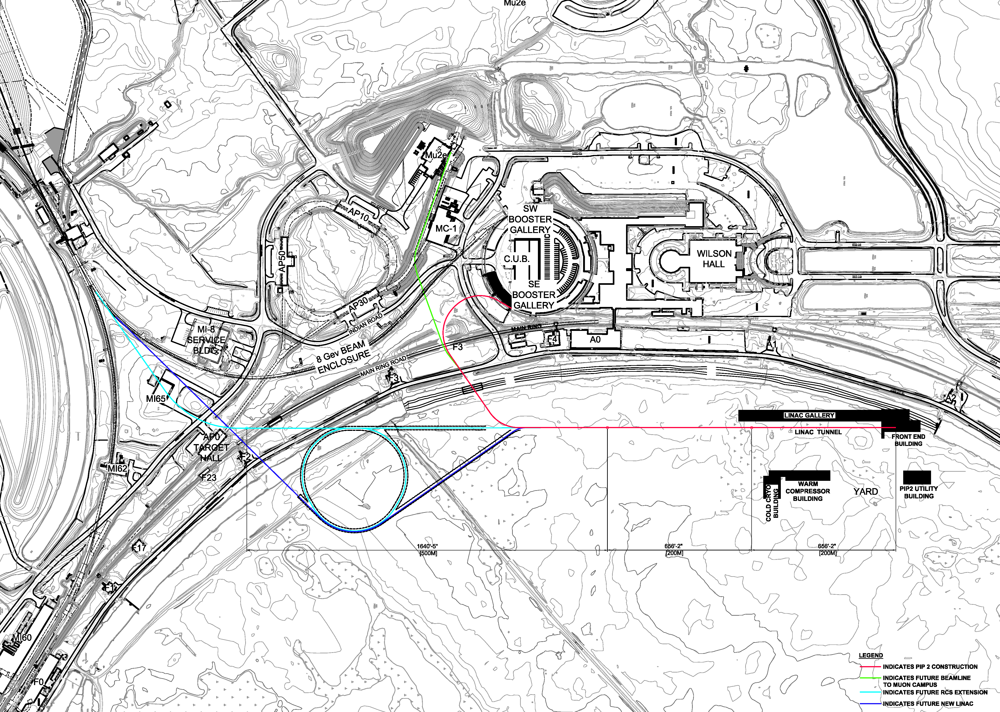 Mu2e
Mu2e
AP10
MC-1
SW
BOOSTER
GALLERY
C.U.B.
WILSON
HALL
SE
BOOSTER
GALLERY
AP50
AP30
INDIAN ROAD
MI-8
SERVICE
BLDG
8 Gev BEAM
ENCLOSURE
MAIN RING
F3
F4
A0
A1
MAIN RING ROAD
F3
MI65
A2
LINAC GALLERY
LINAC TUNNEL
FRONT END
BUILDING
AP0
TARGET
HALL
F2
MI62
F23
COLD CRYO
BUILDING
WARM
COMPRESSOR
BUILDING
YARD
PIP2 UTILITY
BUILDING
F17
1640'-5"
[500M]
656'-2"
[200M]
656'-2"
[200M]
F1
MI60
F0
LEGEND
INDICATES PIP 2 CONSTRUCTION
INDICATES FUTURE BEAMLINE
TO MUON CAMPUS
INDICATES FUTURE RCS EXTENSION
INDICATES FUTURE NEW LINAC